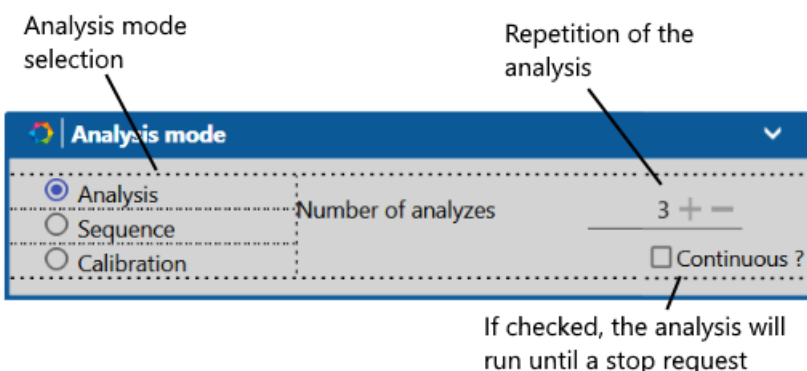 Analysis mode
selection
Repetition of the
analysis
Analysis mode
Analysis
Sequence
Calibration
Number of analyzes
3
Continuous ?
If checked, the analysis will
run until a stop request